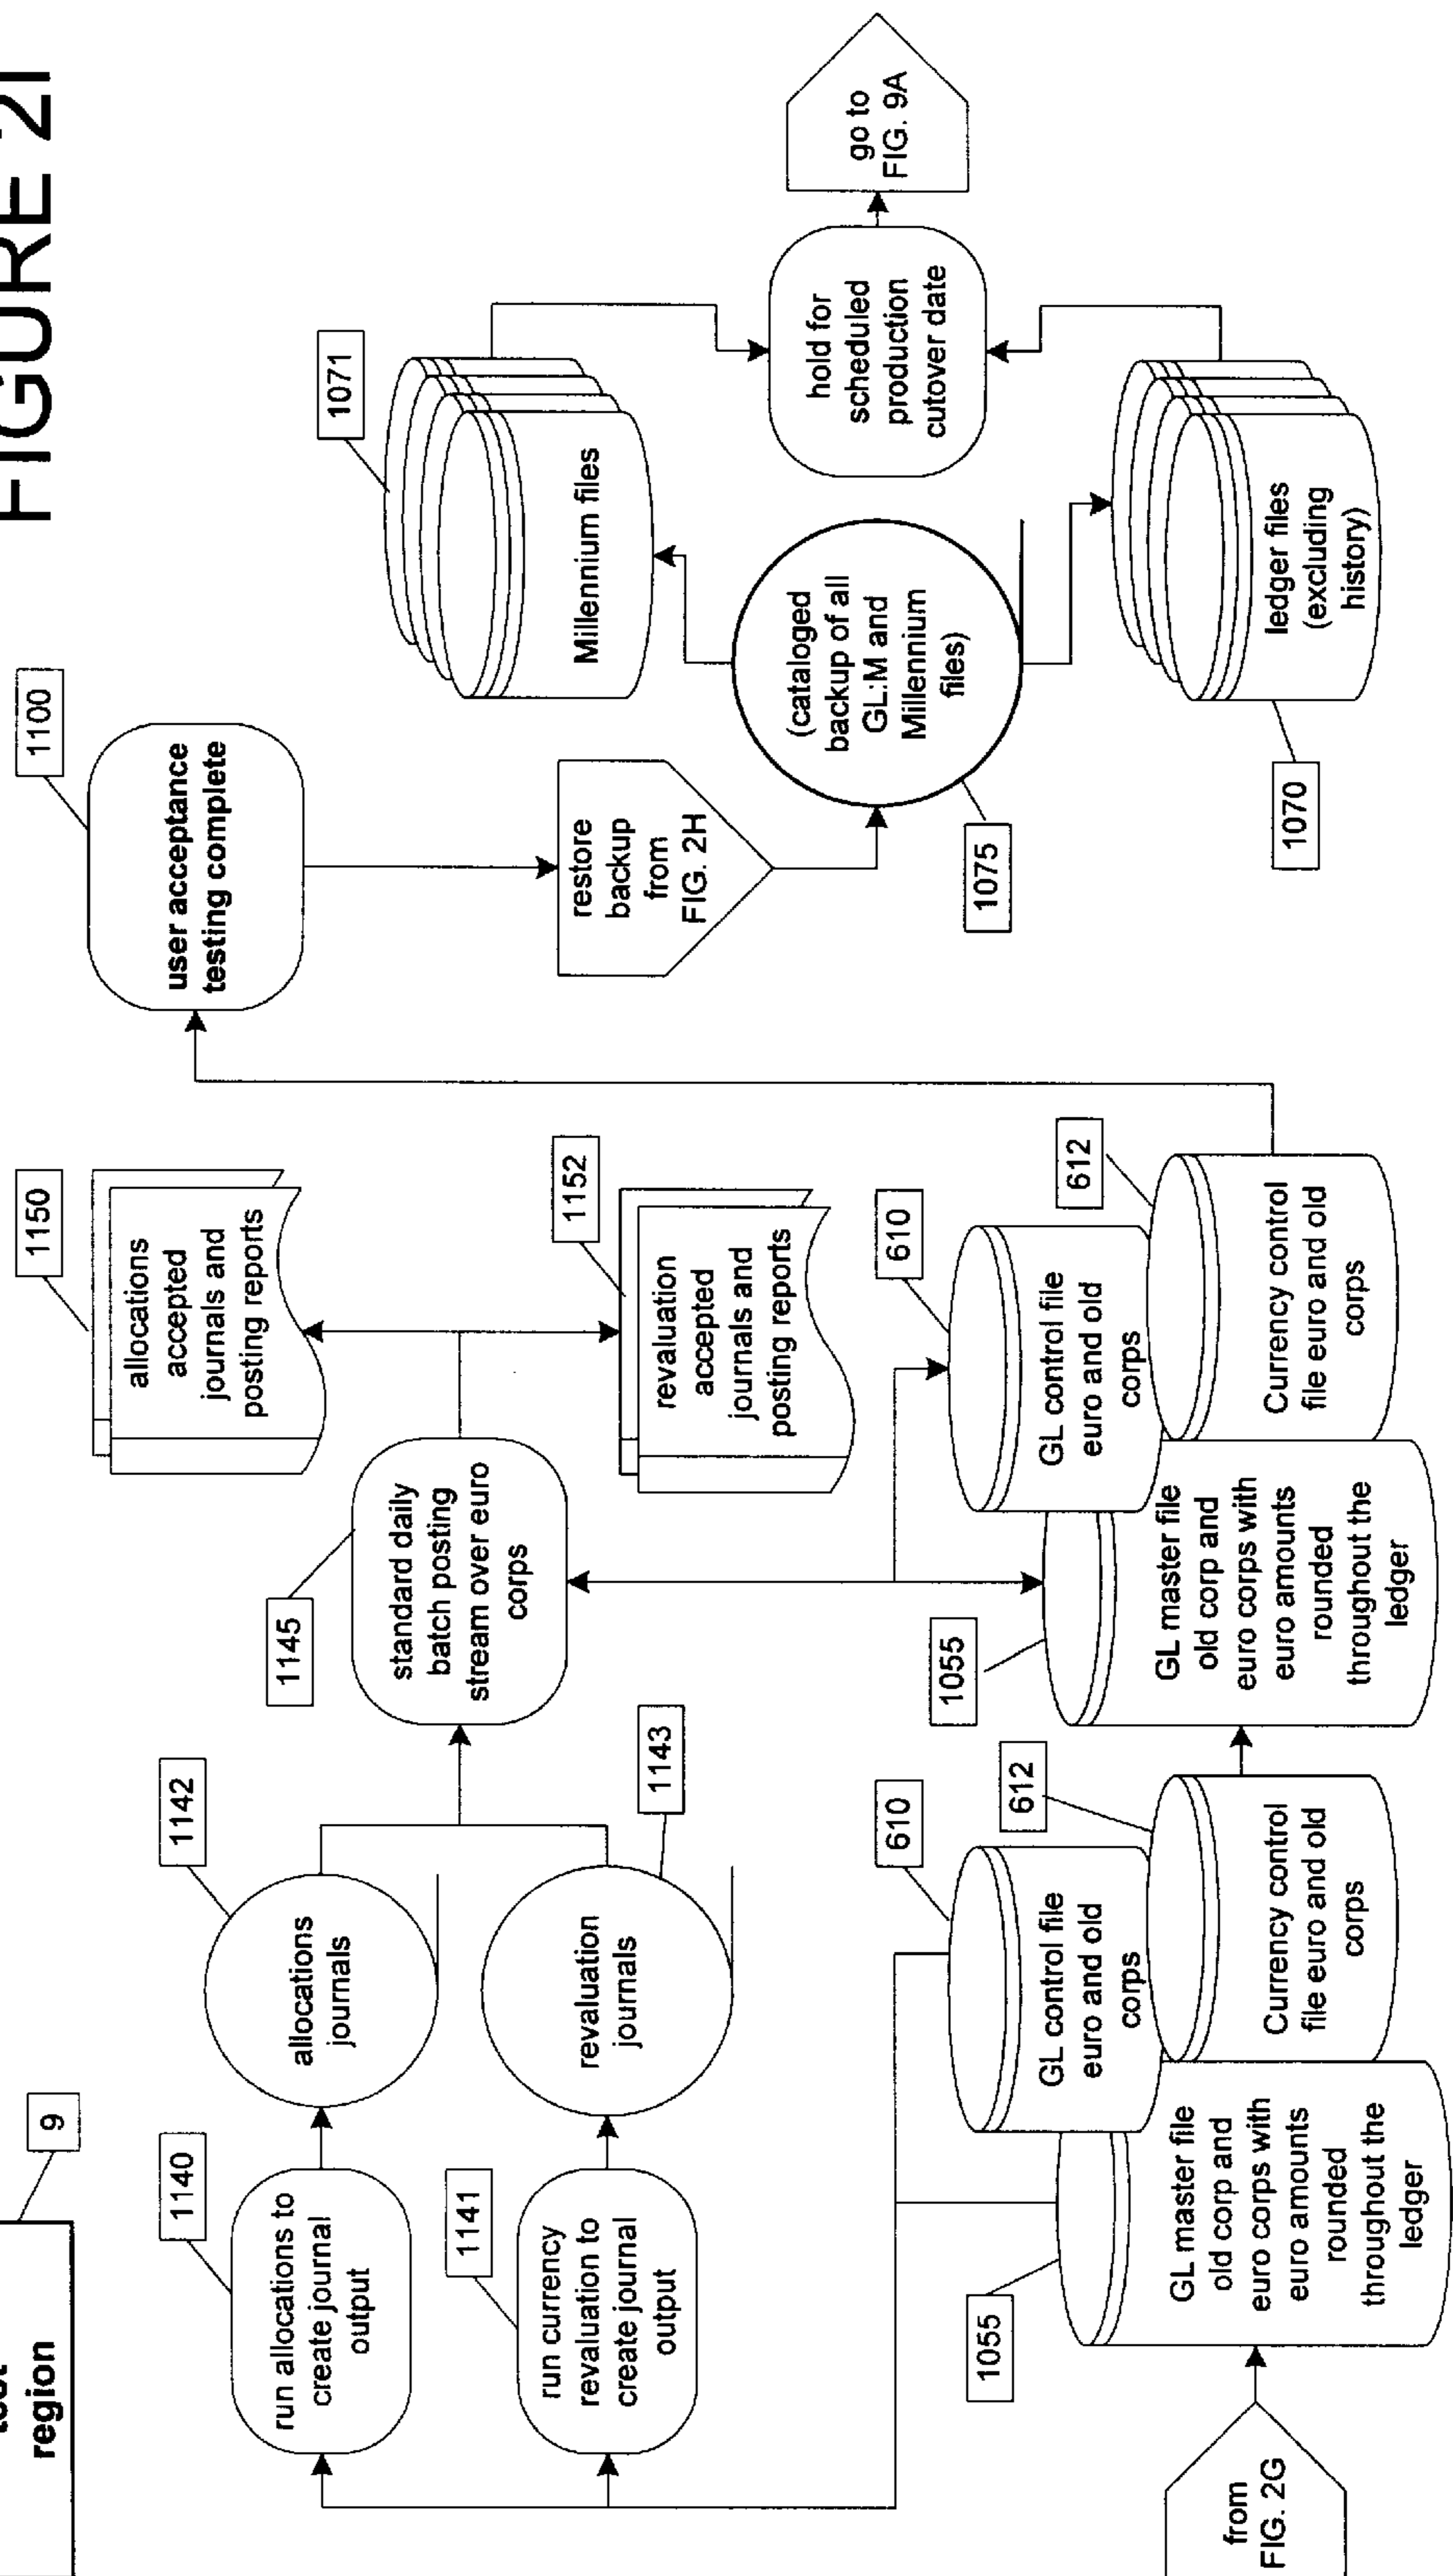 FIGURE 2I
test
region
9
1140
run allocations to
create journal
output
1141
run currency
revaluation to
create journal
output
1142
allocations
journals
1143
revaluation
journals
1145
standard daily
batch posting
stream over euro
corps
1150
allocations
accepted
journals and
posting reports
1152
revaluation
accepted
journals and
posting reports
from
FIG. 2G
1055
GL master file
old corp and
euro corps with
euro amounts
rounded
throughout the
ledger
610
GL control file
euro and old
corps
612
Currency control
file euro and old
corps
1055
GL master file
old corp and
euro corps with
euro amounts
rounded
throughout the
ledger
610
GL control file
euro and old
corps
612
Currency control
file euro and old
corps
1100
user acceptance
testing complete
restore
backup
from
FIG. 2H
1075
(cataloged
backup of all
GL:M and
Millennium
files)
1071
Millennium files
1070
ledger files
(excluding
history)
hold for
scheduled
production
cutover date
go to
FIG. 9A